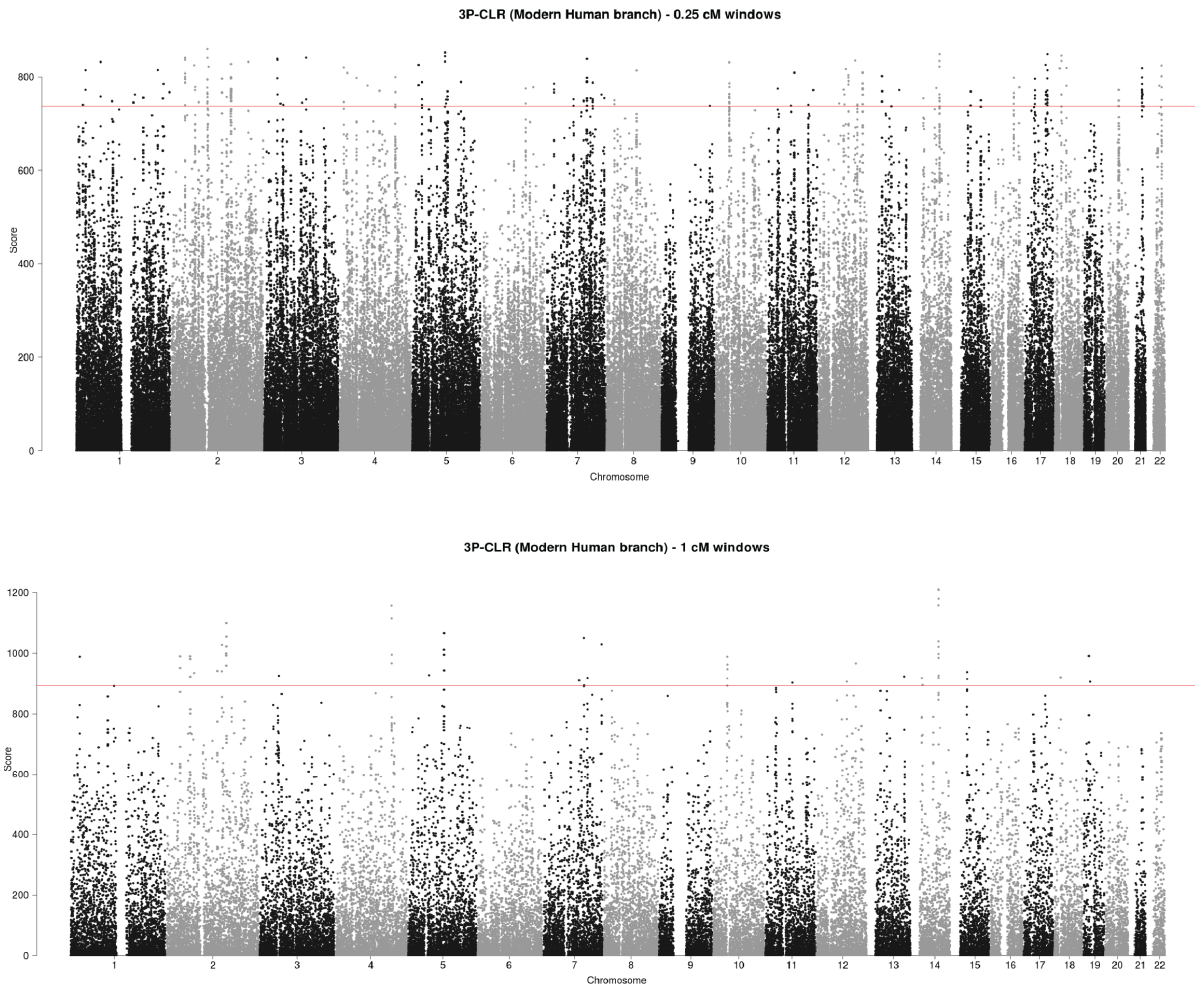 3P-CLR (Modern Human branch) - 0.25 cM windows
800
600
400
200
0
Score
1 2 3 4 5 6 7 8 9 10 11 12 13 14 15 16 17 18 19 20 21 22
Chromosome
3P-CLR (Modern Human branch) - 1 cM windows
1200
1000
800
600
400
200
0
Score
1 2 3 4 5 6 7 8 9 10 11 12 13 14 15 16 17 18 19 20 21 22
Chromosome